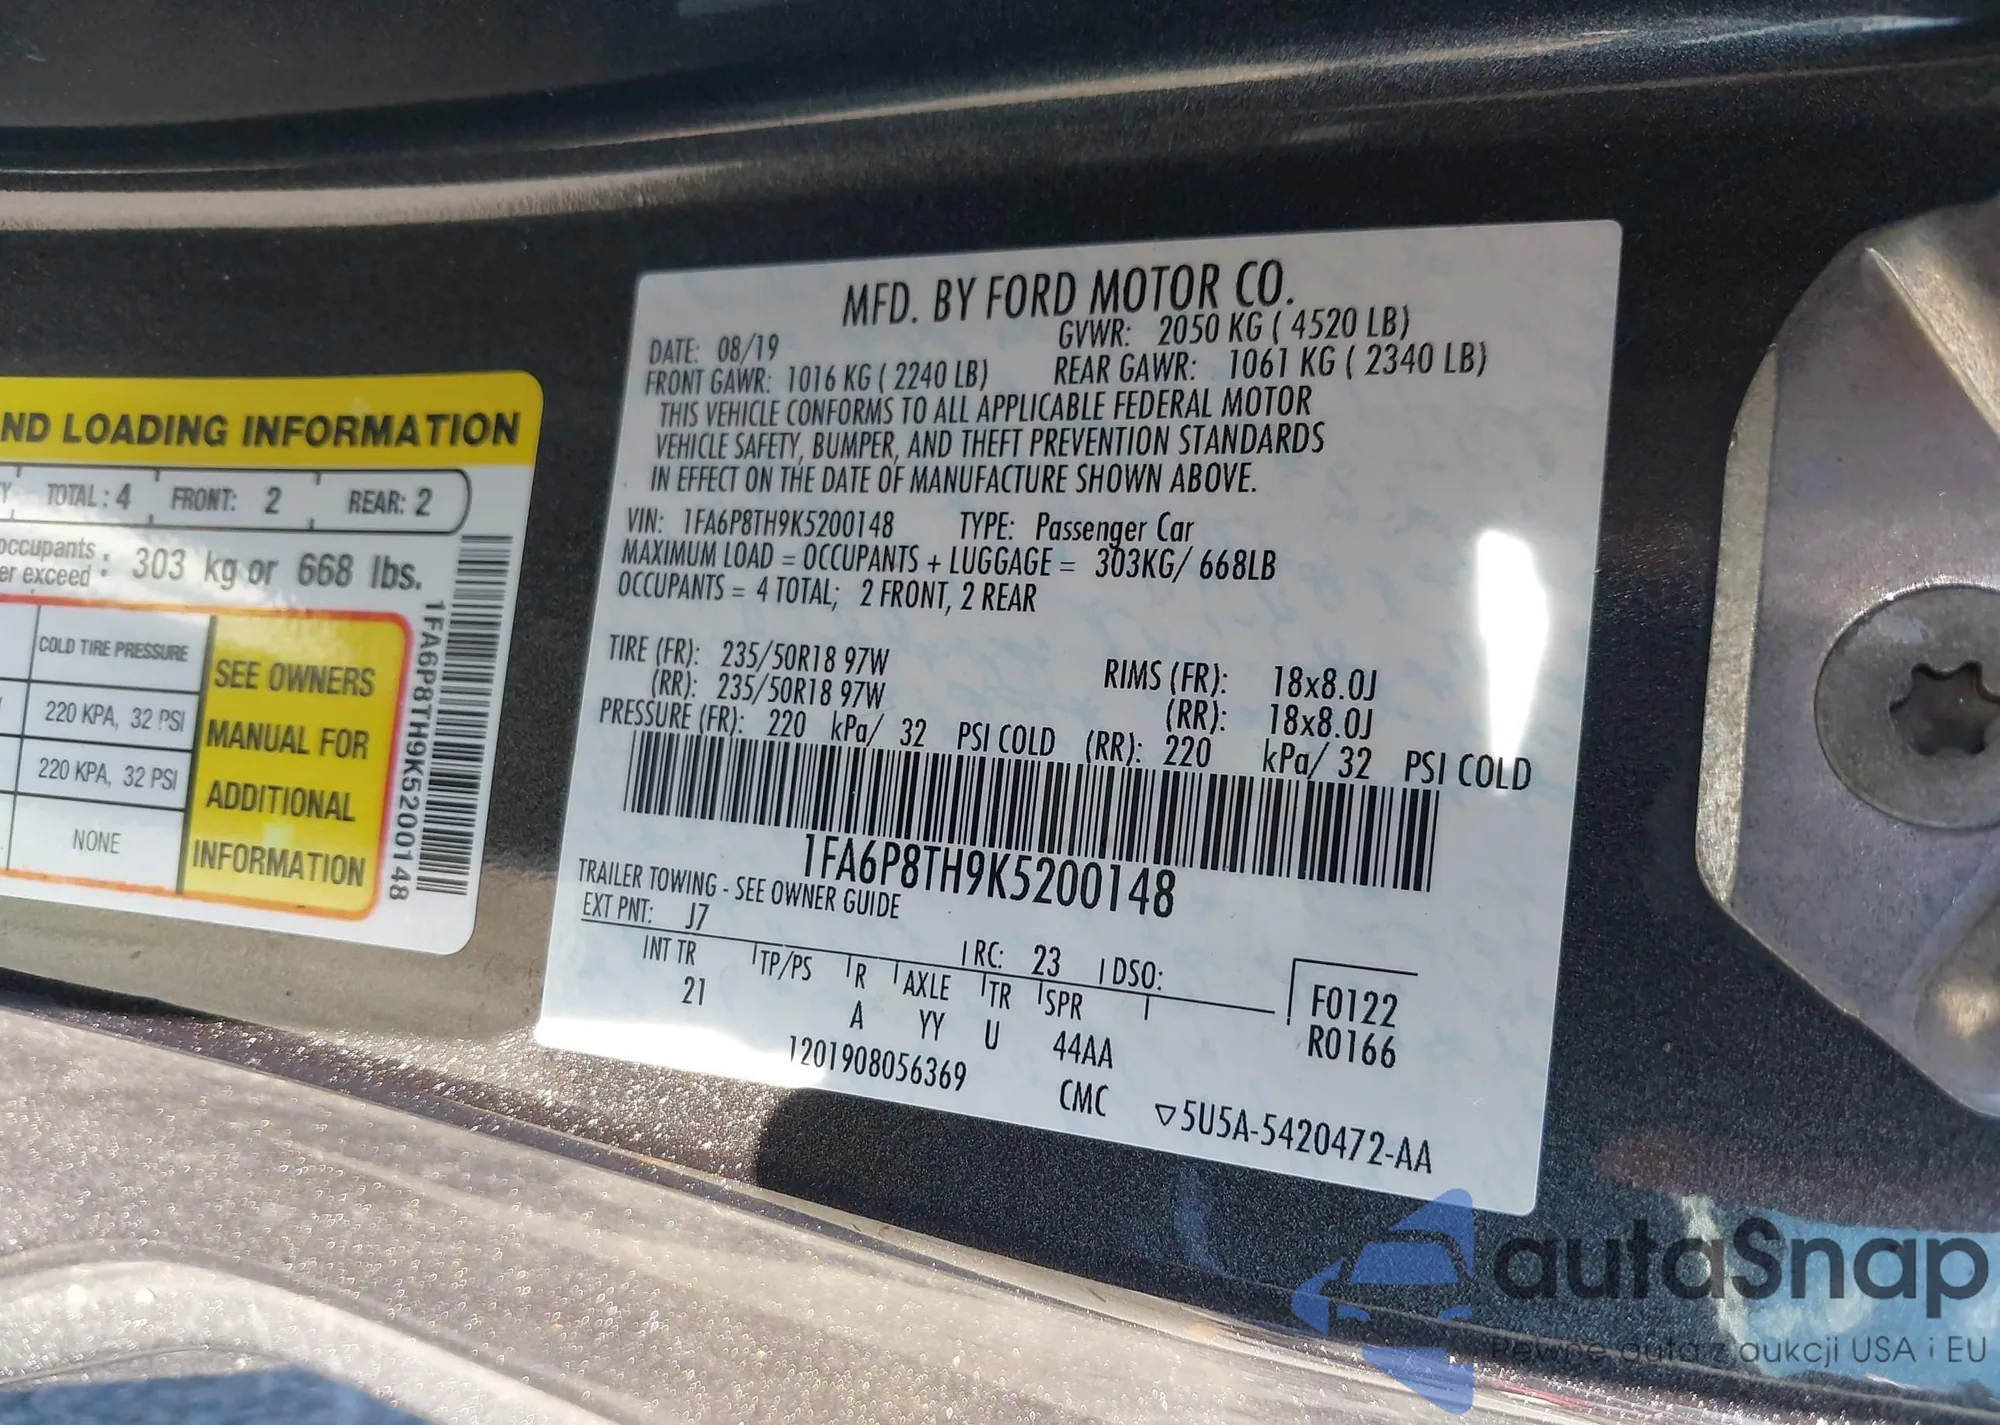 ND LOADING INFORMATION
TOTAL: 4 FRONT: 2 REAR: 2
occupants : 303 kg or 668 lbs.
er exceed
COLD TIRE PRESSURE
220 KPA, 32 PSI
220 KPA, 32 PSI
NONE
SEE OWNERS
MANUAL FOR
ADDITIONAL
INFORMATION
1FA6P8TH9K5200148
MFD. BY FORD MOTOR CO.
DATE: 08/19 GVWR: 2050 KG ( 4520 LB)
FRONT GAWR: 1016 KG ( 2240 LB) REAR GAWR: 1061 KG ( 2340 LB)
THIS VEHICLE CONFORMS TO ALL APPLICABLE FEDERAL MOTOR
VEHICLE SAFETY, BUMPER, AND THEFT PREVENTION STANDARDS
IN EFFECT ON THE DATE OF MANUFACTURE SHOWN ABOVE.
VIN: 1FA6P8TH9K5200148 TYPE: Passenger Car
MAXIMUM LOAD = OCCUPANTS + LUGGAGE = 303KG/ 668LB
OCCUPANTS = 4 TOTAL; 2 FRONT, 2 REAR
TIRE (FR): 235/50R18 97W RIMS (FR): 18x8.0J
(RR): 235/50R18 97W (RR): 18x8.0J
PRESSURE (FR): 220 kPa/ 32 PSI COLD (RR): 220 kPa/ 32 PSI COLD
1FA6P8TH9K5200148
TRAILER TOWING - SEE OWNER GUIDE
EXT PNT: J7 RC: 23 DSO:
INT TR TP/PS R AXLE TR SPR F0122
21 A YY U 44AA R0166
1201908056369 CMC ▽5U5A-5420472-AA
autaSnap
Pewne auta z aukcji USA i EU